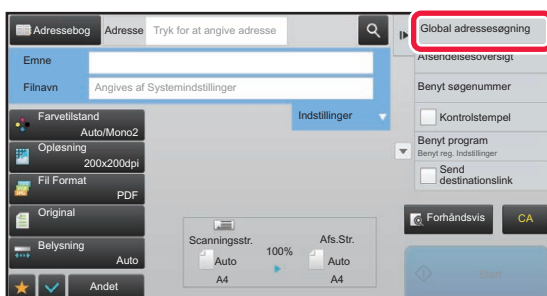 Adressebog
Adresse
Tryk for at angive adresse
Global adressesøgning
Afsendelsesoversigt
Emne
Filnavn
Angives af Systemindstillinger
Benyt søgenummer
Indstillinger
Kontrolstempel
Farvetilstand
Auto/Mono2
Opløsning
200x200dpi
Benyt program
Benyt reg. Indstillinger
Send
destinationslink
Fil Format
PDF
Original
Forhåndsvis
CA
Scanningsstr.
100%
Afs.Str.
Auto
Auto
A4
A4
Belysning
Auto
Andet
Start